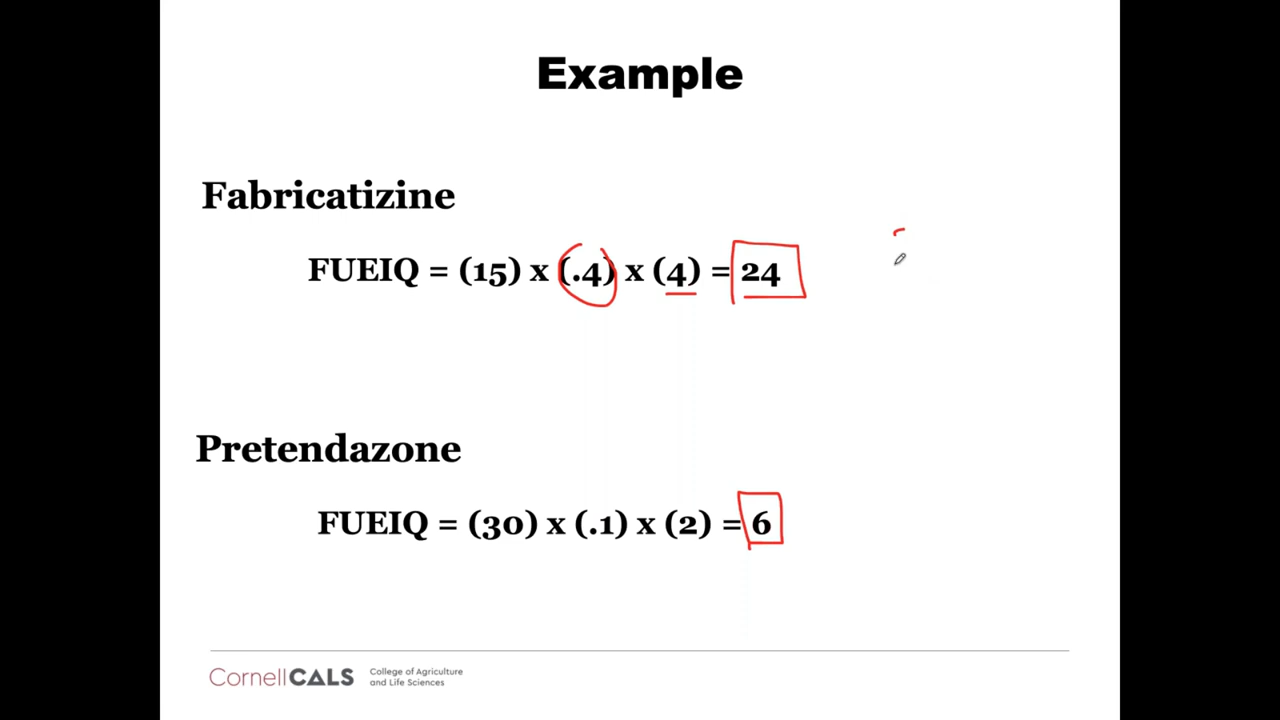 Example
Fabricatizine
FUEIQ = (15) x (.4) x (4) = 24
Pretendazone
FUEIQ = (30) x (.1) x (2) = 6
CornellCALS College of Agriculture
and Life Sciences